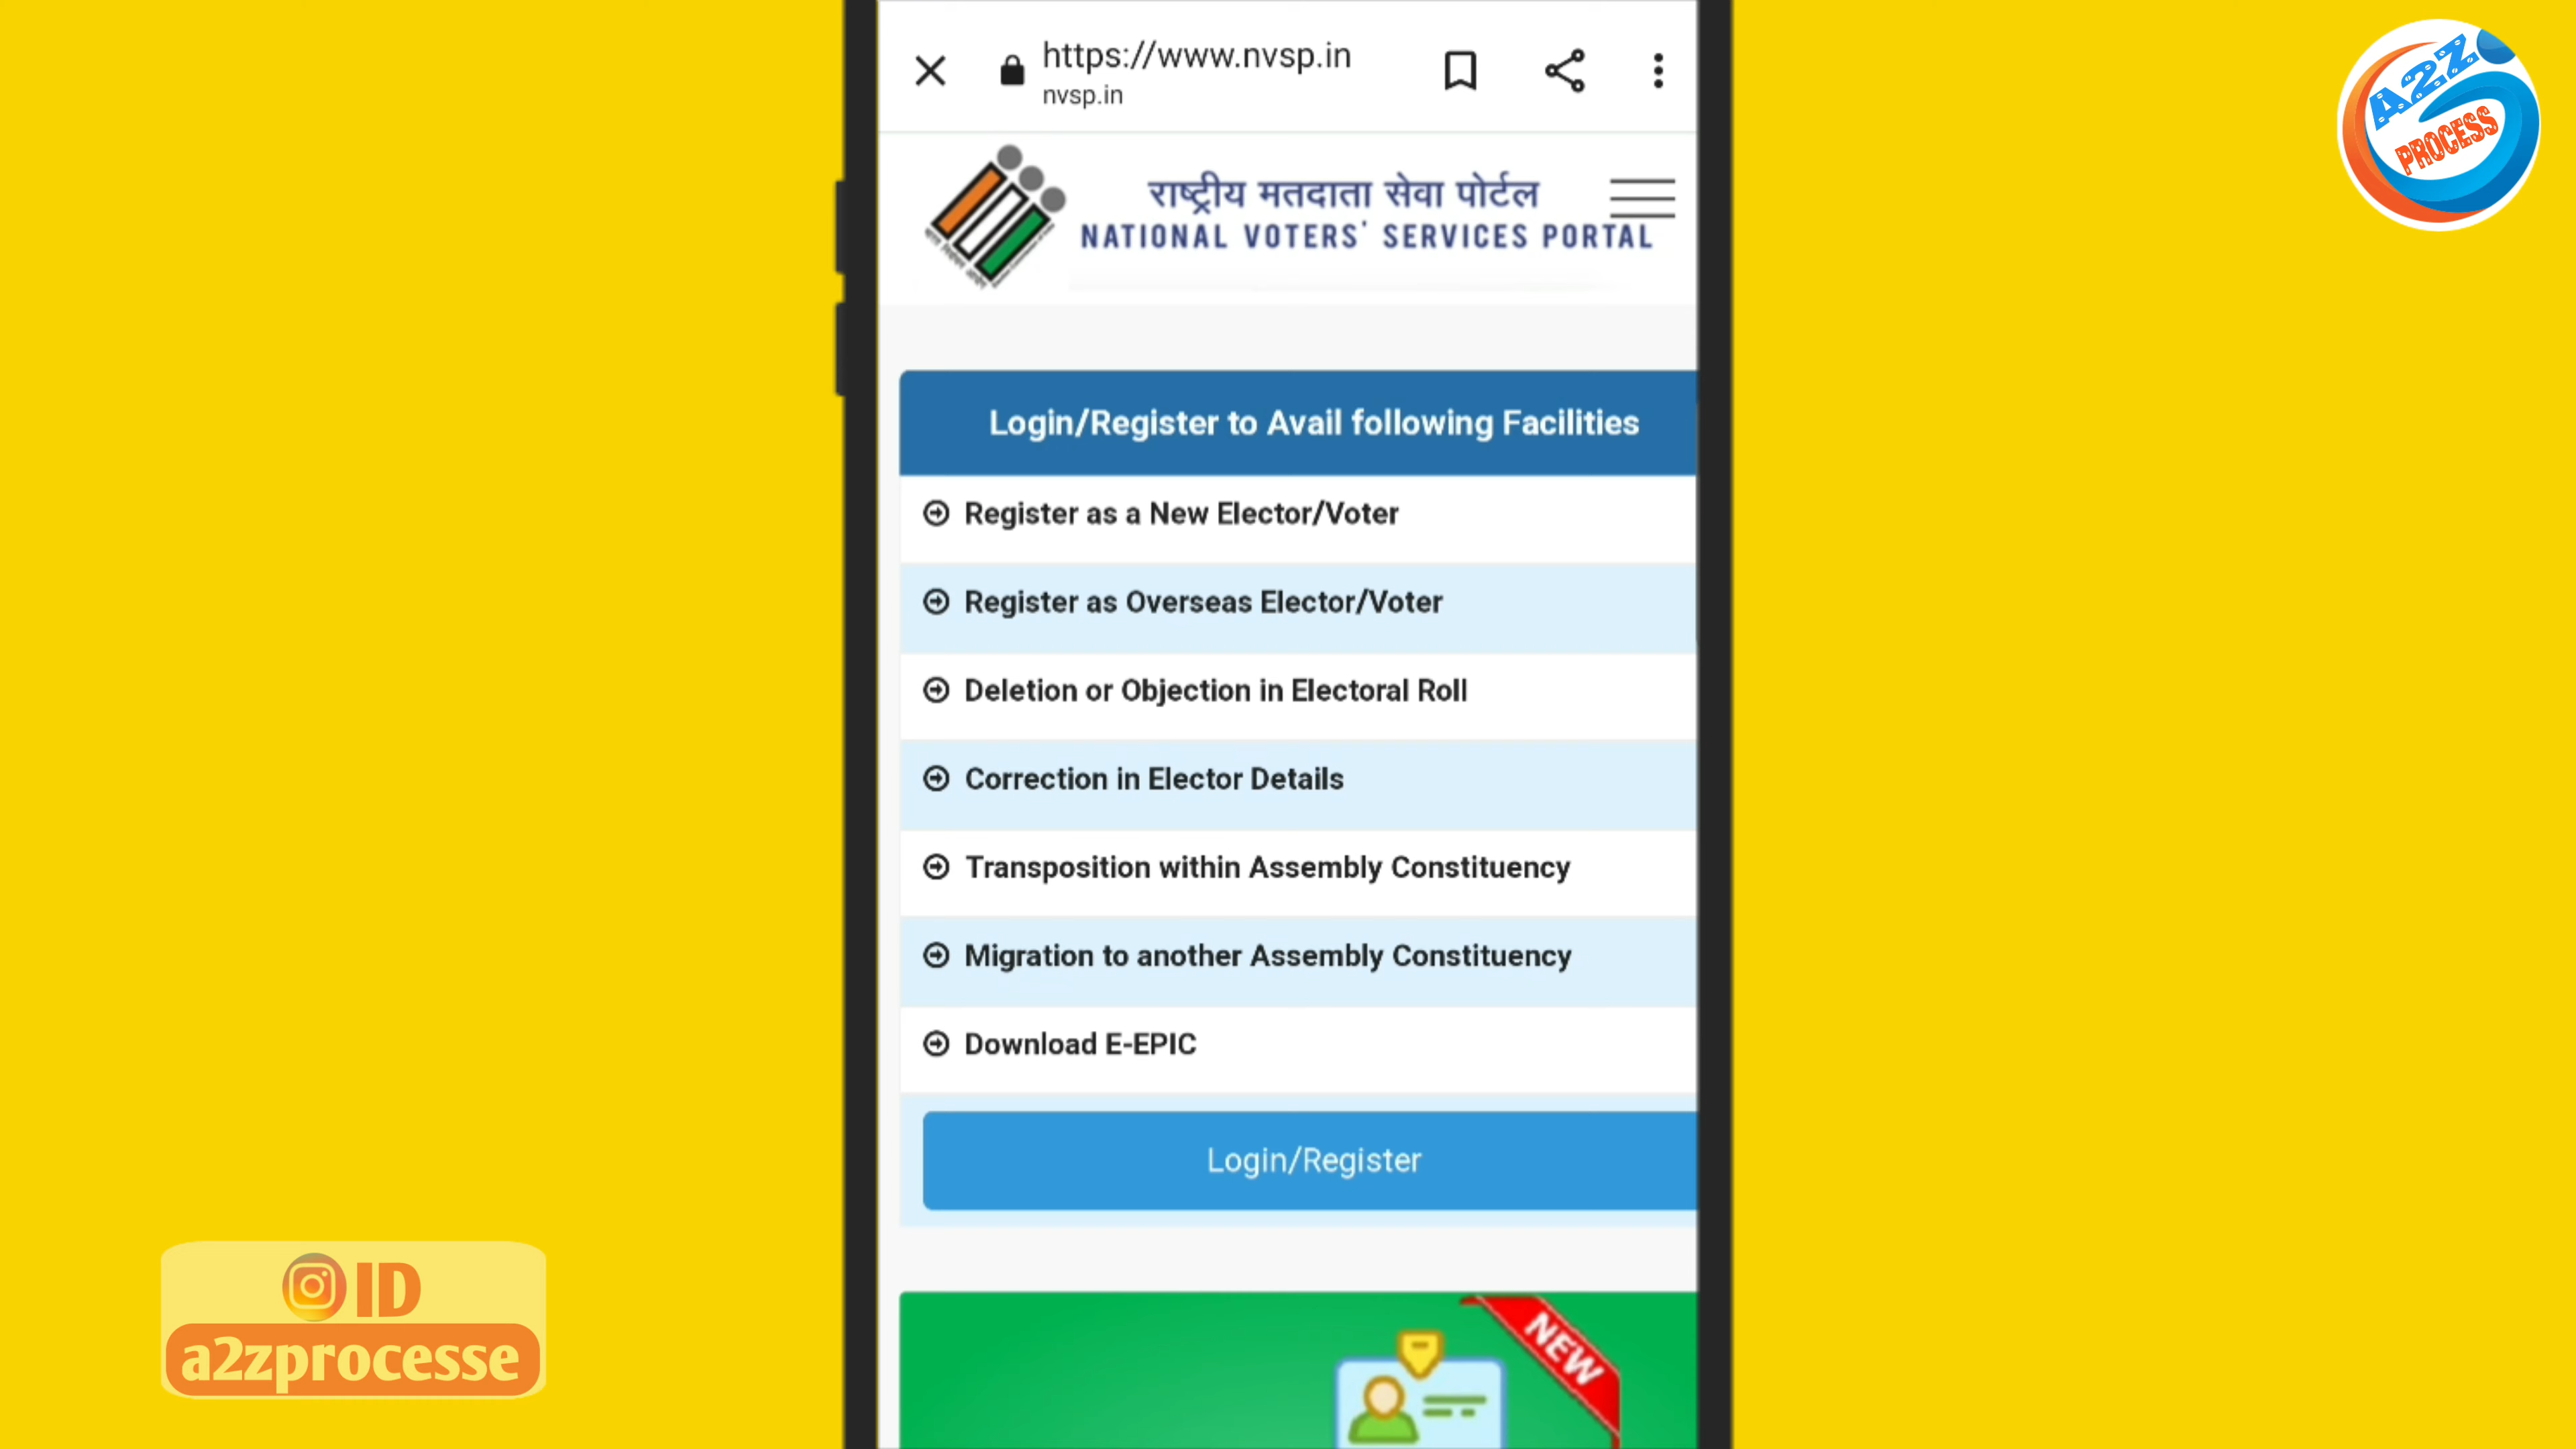 https://www.nvsp.in
nvsp.in
A2Z
PROCESS
राष्ट्रीय मतदाता सेवा पोर्टल
NATIONAL VOTERS' SERVICES PORTAL
Login/Register to Avail following Facilities
Register as a New Elector/Voter
Register as Overseas Elector/Voter
Deletion or Objection in Electoral Roll
Correction in Elector Details
Transposition within Assembly Constituency
Migration to another Assembly Constituency
Download E-EPIC
Login/Register
NEW
ID
a2zprocesse